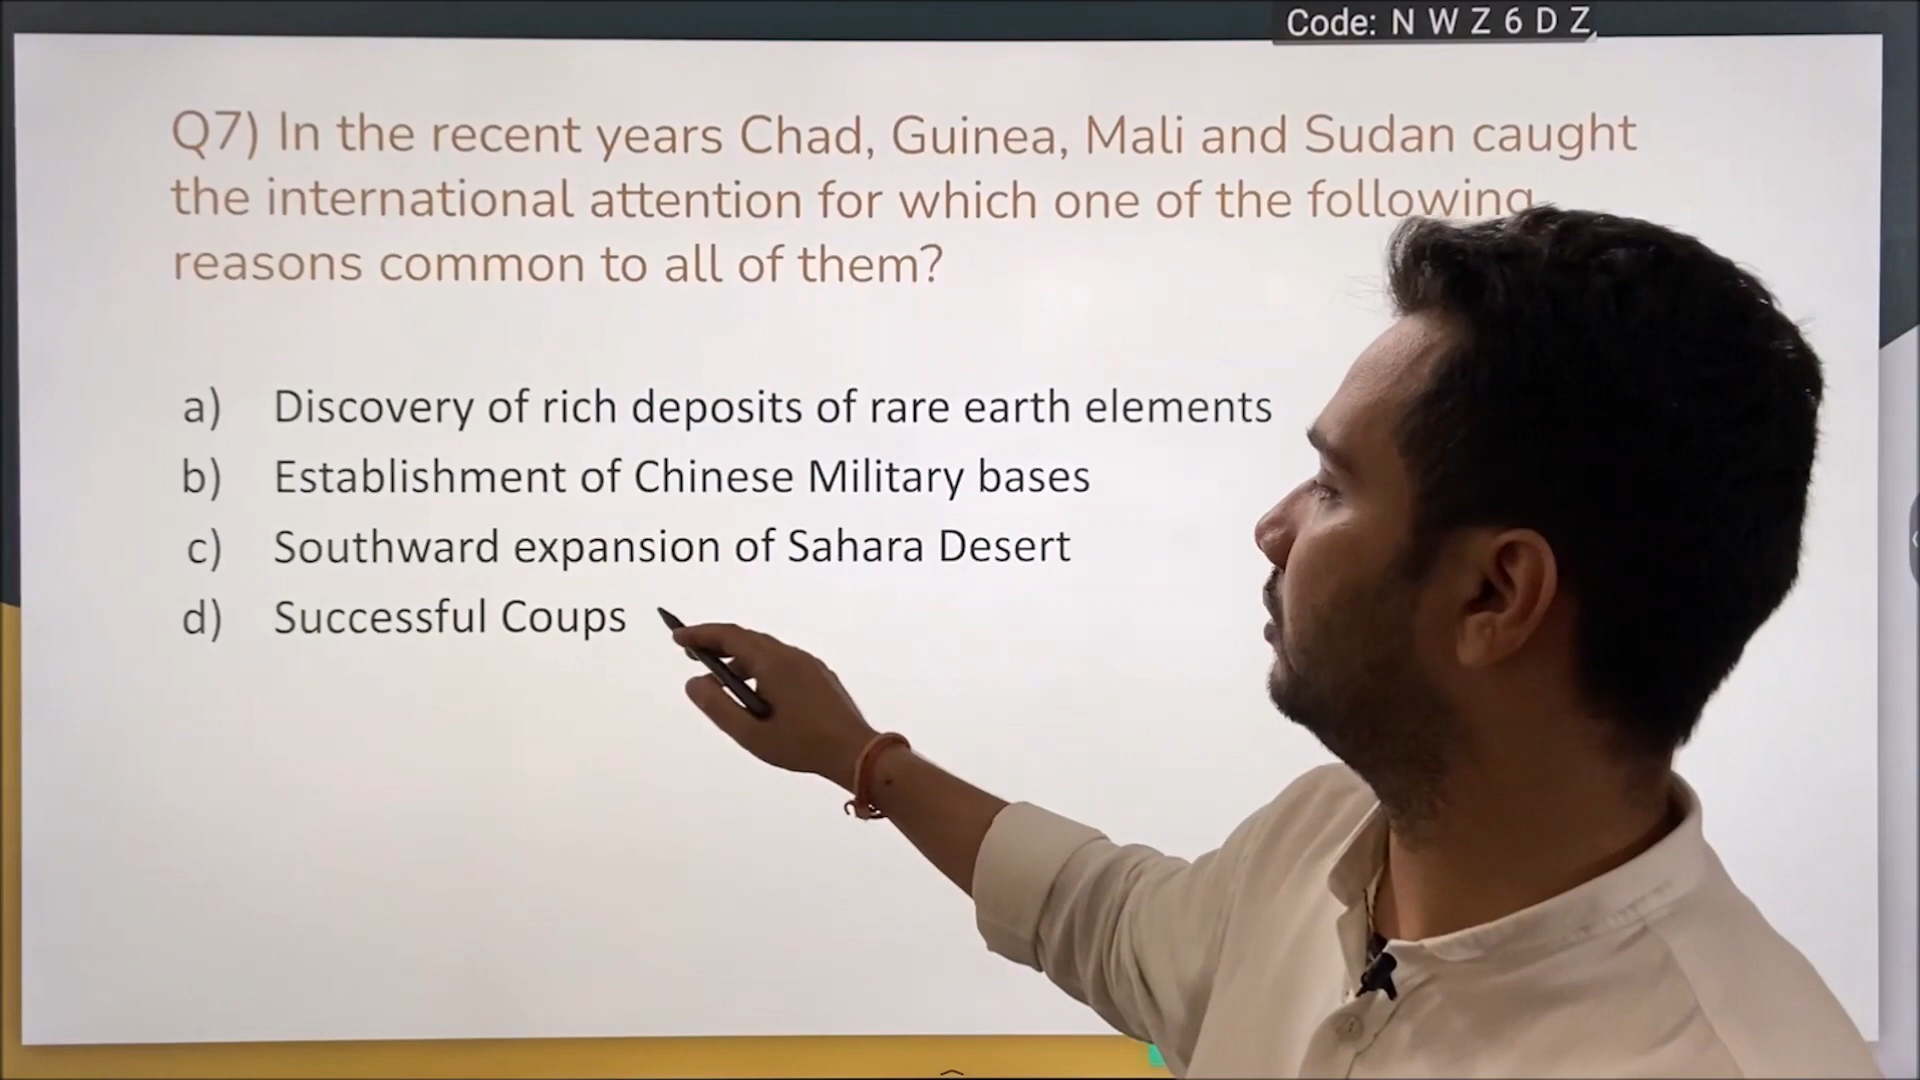 Code: N W Z 6 D Z
Q7) In the recent years Chad, Guinea, Mali and Sudan caught
the international attention for which one of the following
reasons common to all of them?
a) Discovery of rich deposits of rare earth elements
b) Establishment of Chinese Military bases
c) Southward expansion of Sahara Desert
d) Successful Coups